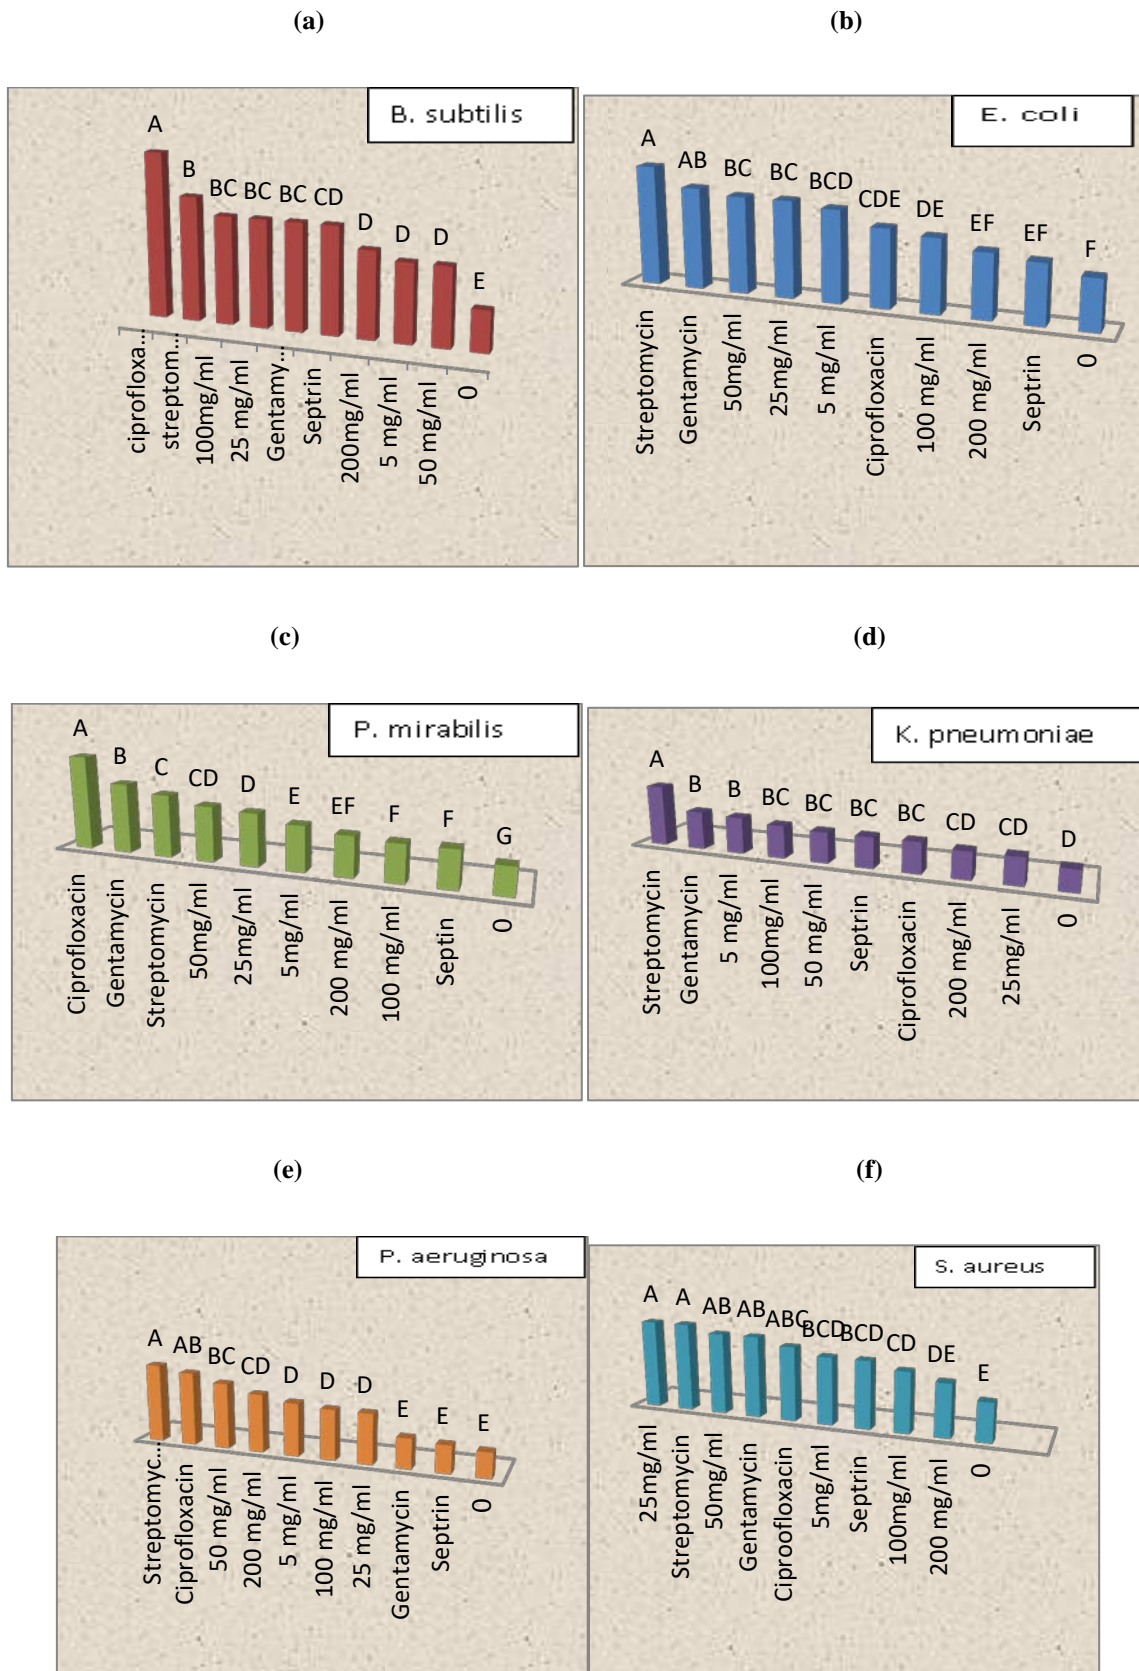 (a)
(b)
B. subtilis
A
B
BC
BC
BC
CD
D
D
D
E
ciprofloxa...
streptom...
100mg/ml
25 mg/ml
Gentamy...
Septrin
200mg/ml
5 mg/ml
50 mg/ml
0
E. coli
A
AB
BC
BC
BCD
CDE
DE
EF
EF
F
Streptomycin
Gentamycin
50mg/ml
25mg/ml
5 mg/ml
Ciprofloxacin
100 mg/ml
200 mg/ml
Septrin
0
(c)
(d)
P. mirabilis
A
B
C
CD
D
E
EF
F
F
G
Ciprofloxacin
Gentamycin
Streptomycin
50mg/ml
25mg/ml
5mg/ml
200 mg/ml
100 mg/ml
Septin
0
K. pneumoniae
A
B
B
BC
BC
BC
BC
CD
CD
D
Streptomycin
Gentamycin
5 mg/ml
100mg/ml
50 mg/ml
Septrin
Ciprofloxacin
200 mg/ml
25mg/ml
0
(e)
(f)
P. aeruginosa
A
AB
BC
CD
D
D
D
E
E
E
Streptomyc...
Ciprofloxacin
50 mg/ml
200 mg/ml
5 mg/ml
100 mg/ml
25 mg/ml
Gentamycin
Septrin
0
S. aureus
A
A
AB
AB
ABC
BCD
BCD
CD
DE
E
25mg/ml
Streptomycin
50mg/ml
Gentamycin
Ciproofloxacin
5mg/ml
Septrin
100mg/ml
200 mg/ml
0